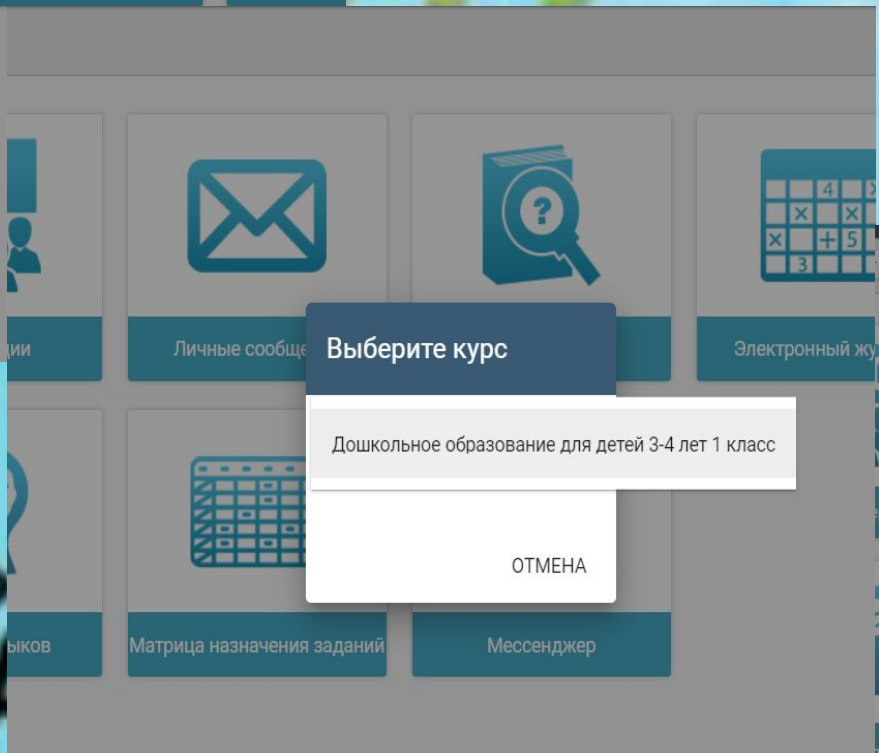 4
×
×
×
+
5
3
?
Личные сообще
Электронный жу
Выберите курс
Дошкольное образование для детей 3-4 лет 1 класс
ОТМЕНА
Матрица назначения заданий
Мессенджер